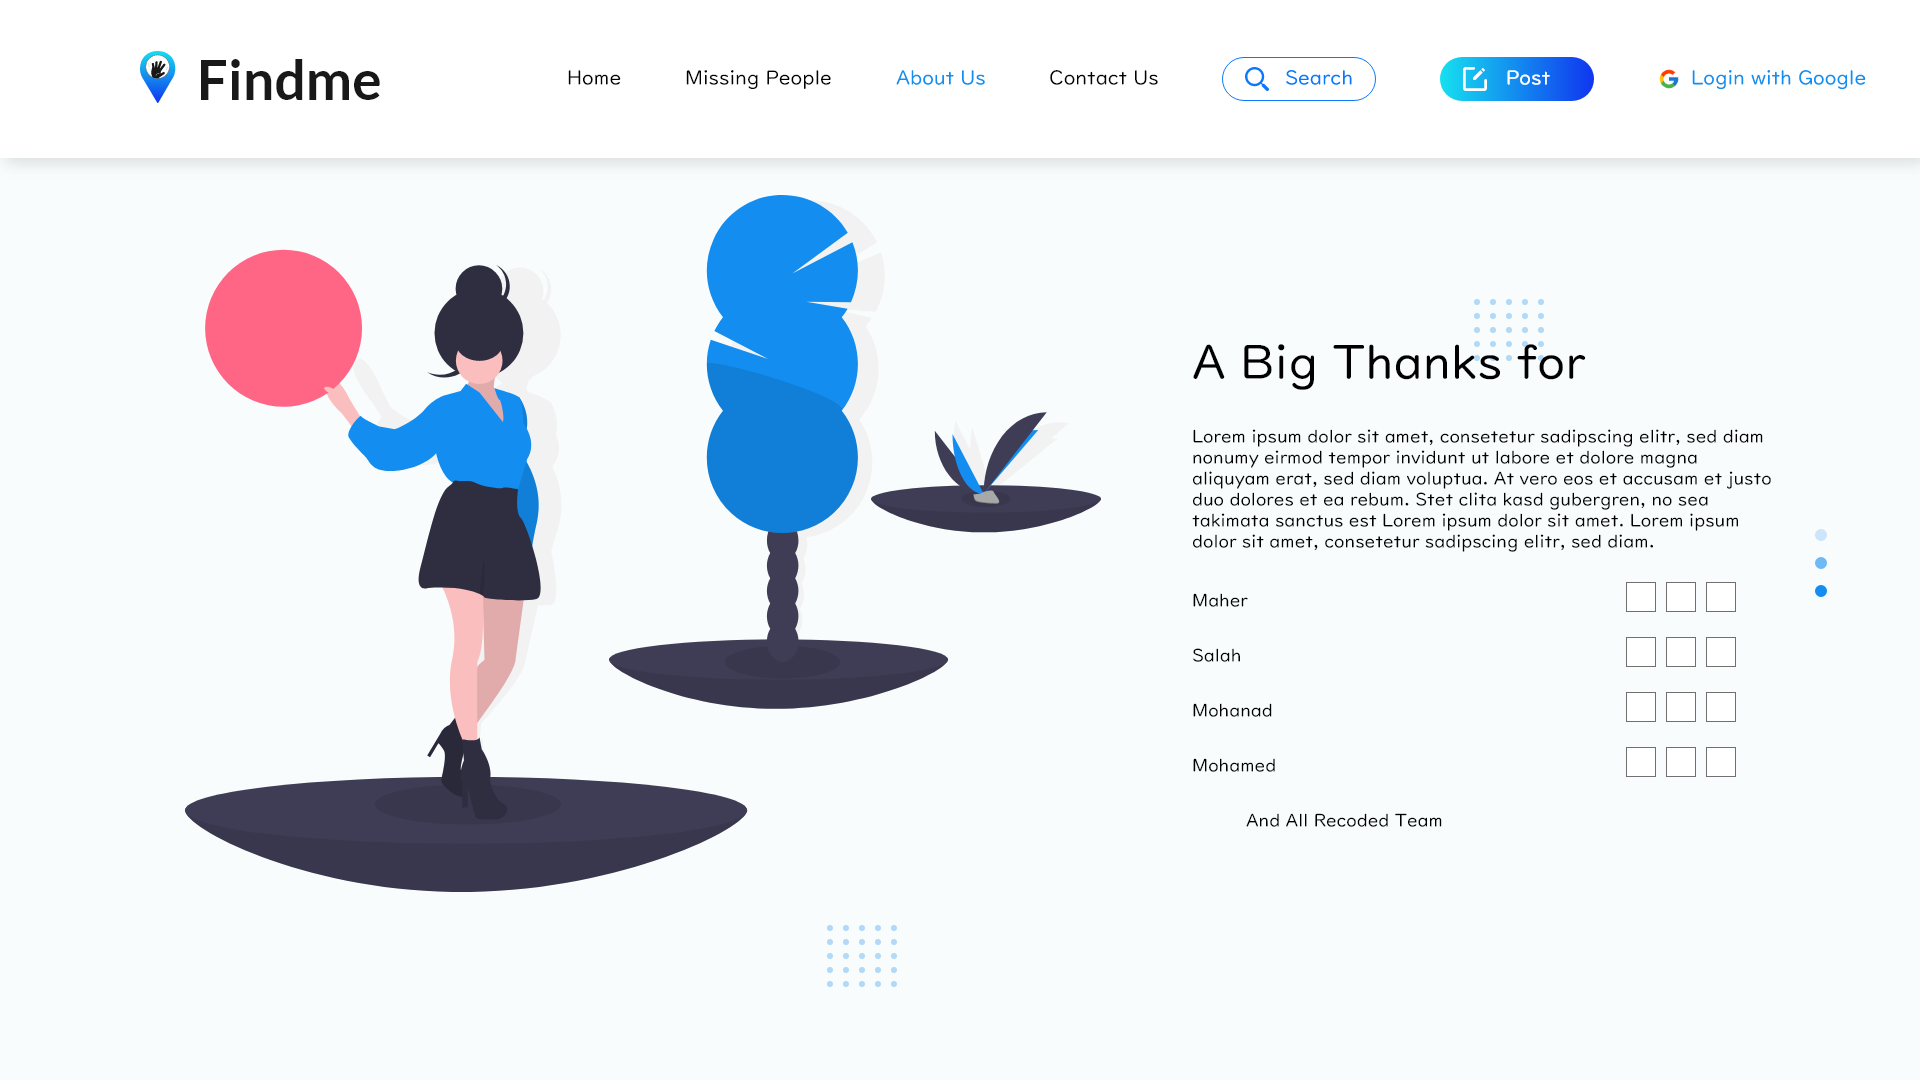 Findme
Home
Missing People
About Us
Contact Us
Search
Post
Login with Google
A Big Thanks for
Lorem ipsum dolor sit amet, consetetur sadipscing elitr, sed diam
nonumy eirmod tempor invidunt ut labore et dolore magna
aliquyam erat, sed diam voluptua. At vero eos et accusam et justo
duo dolores et ea rebum. Stet clita kasd gubergren, no sea
takimata sanctus est Lorem ipsum dolor sit amet. Lorem ipsum
dolor sit amet, consetetur sadipscing elitr, sed diam.
Maher
Salah
Mohanad
Mohamed
And All Recoded Team